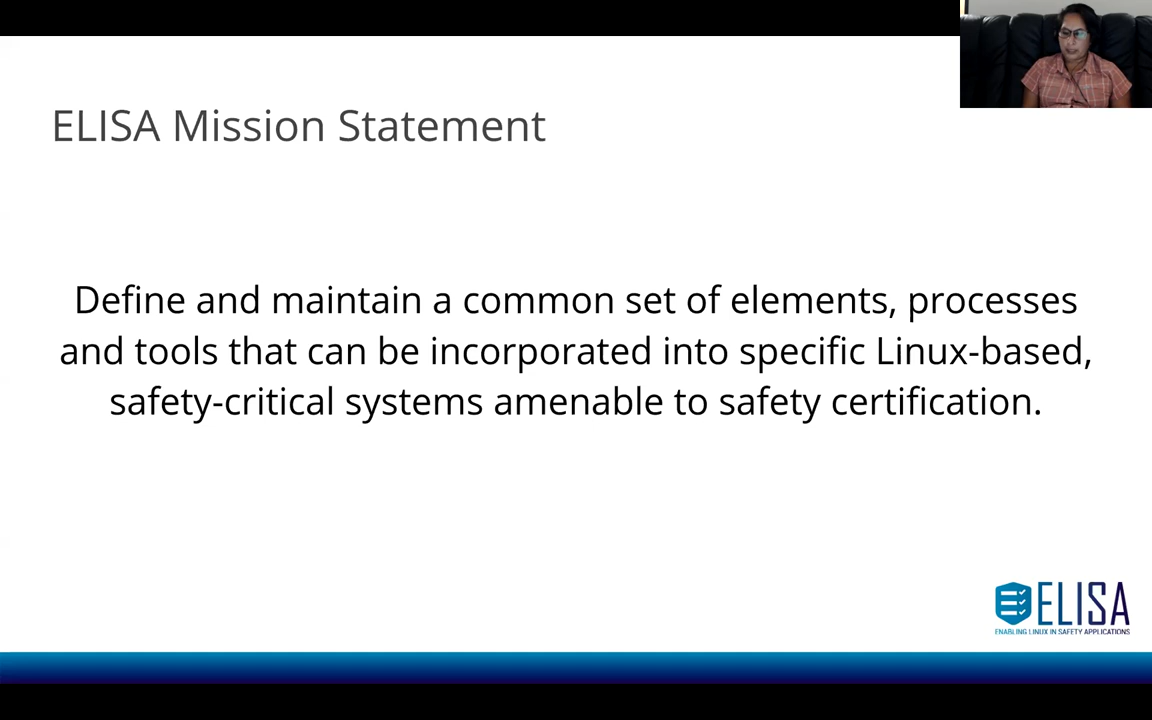 ELISA Mission Statement
Define and maintain a common set of elements, processes
and tools that can be incorporated into specific Linux-based,
safety-critical systems amenable to safety certification.
ELISA
ENABLING LINUX IN SAFETY APPLICATIONS